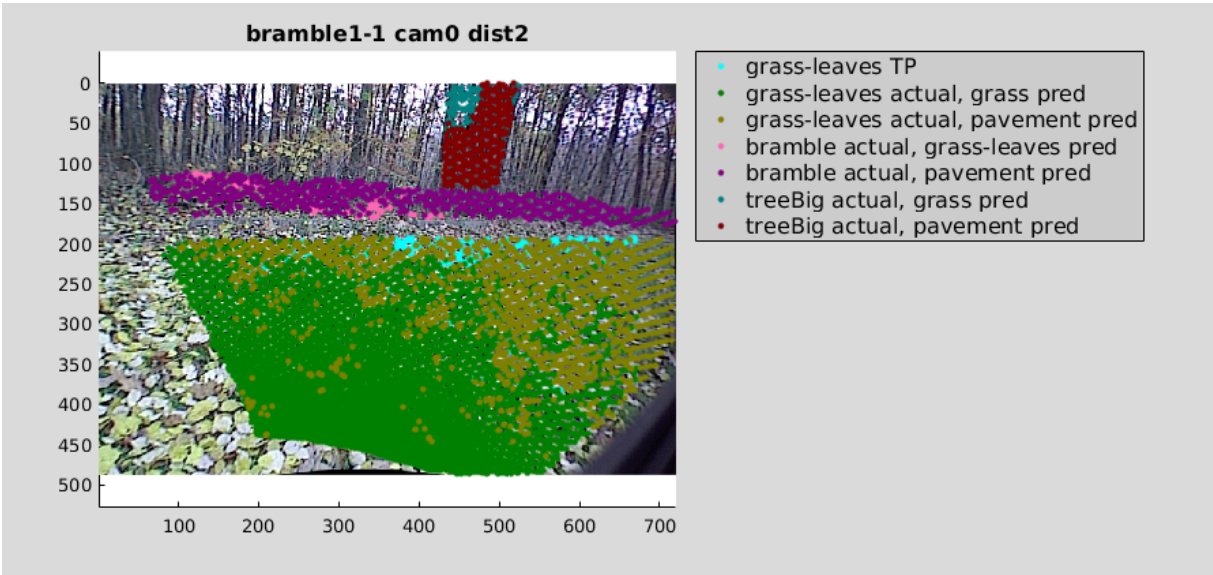 bramble1-1 cam0 dist2
0
50
100
150
200
250
300
350
400
450
500
100 200 300 400 500 600 700
grass-leaves TP
grass-leaves actual, grass pred
grass-leaves actual, pavement pred
bramble actual, grass-leaves pred
bramble actual, pavement pred
treeBig actual, grass pred
treeBig actual, pavement pred